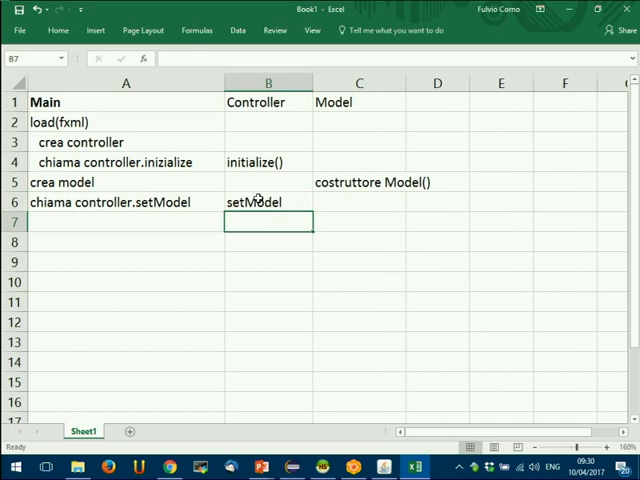 Book1 - Excel
Fulvio Corno
File Insert Page Layout Formulas Data Review View Tell me what you want to do Share
B7 fx
A B C D E F
1 Main Controller Model
2 load(fxml)
3 crea controller
4 chiama controller.inizialize initialize()
5 crea model costruttore Model()
6 chiama controller.setModel setModel
7
8
9
10
11
12
13
14
15
16
17
Sheet1
Ready 160%
09:30
10/04/2017
20